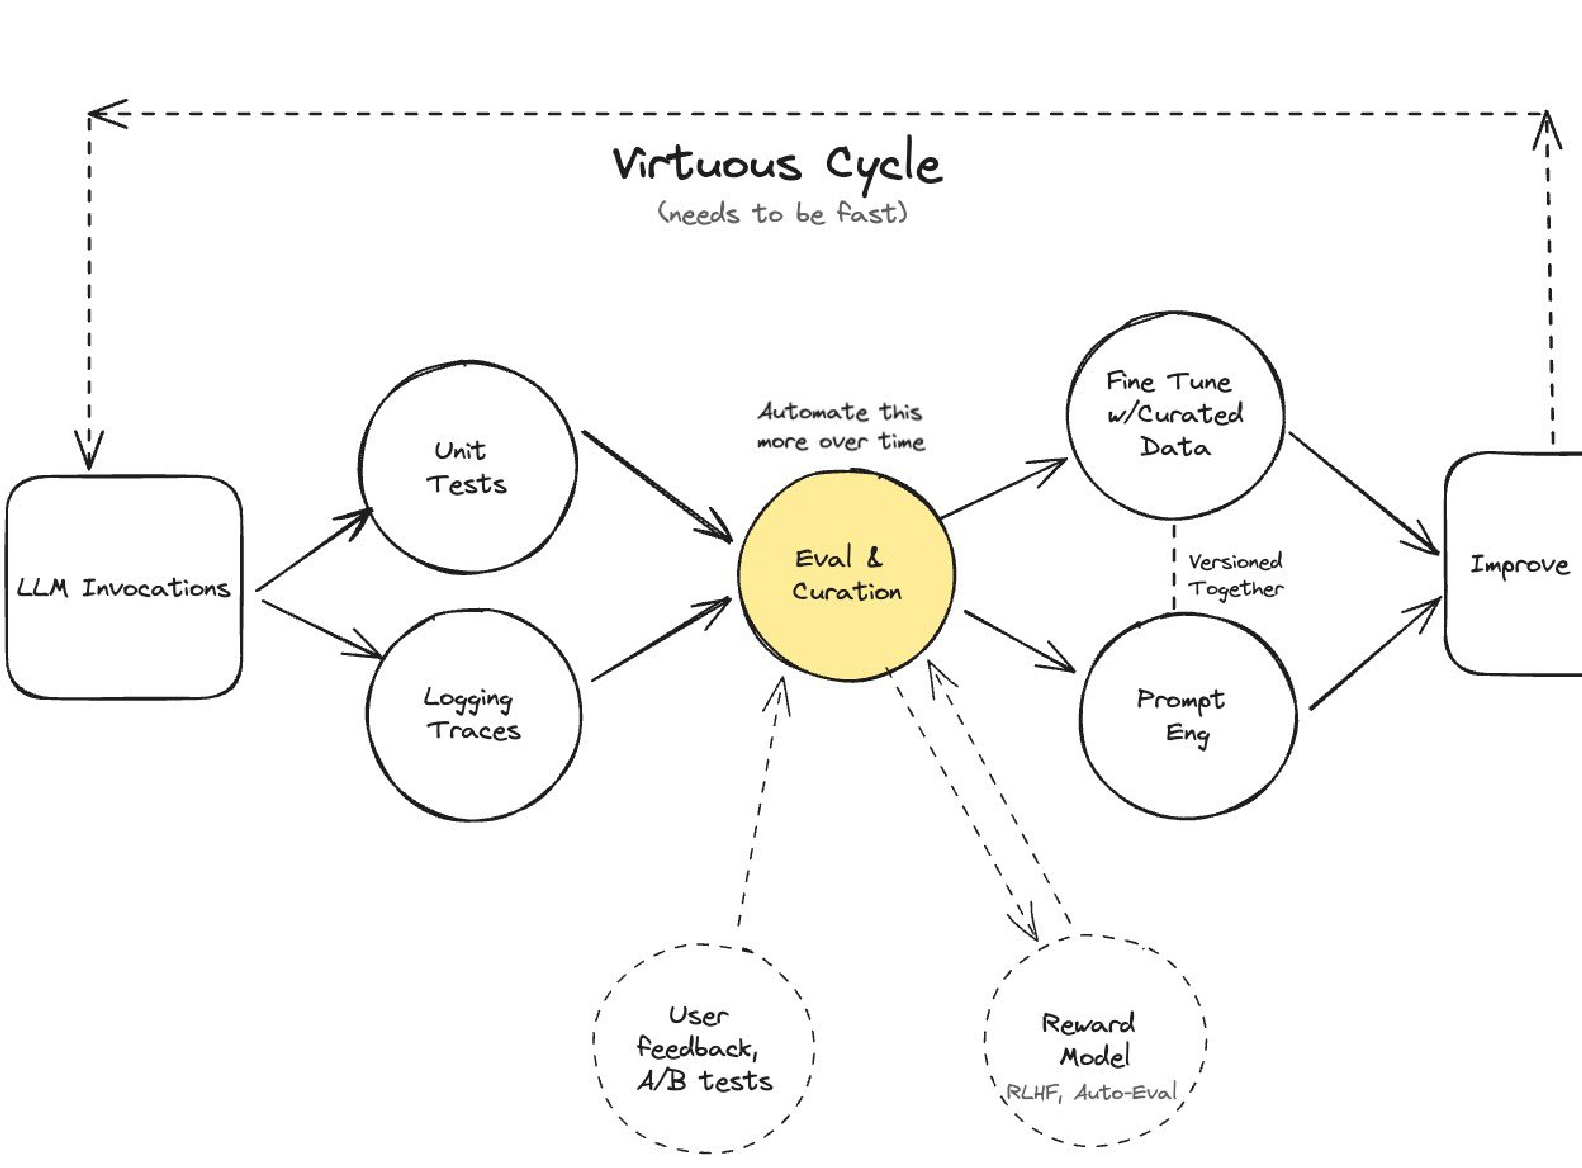 Virtuous Cycle
(needs to be fast)
LLM Invocations
Unit
Tests
Logging
Traces
Automate this
more over time
Eval &
Curation
Fine Tune
w/Curated
Data
Versioned
Together
Prompt
Eng
Improve
User
feedback,
A/B tests
Reward
Model
RLHF, Auto-Eval